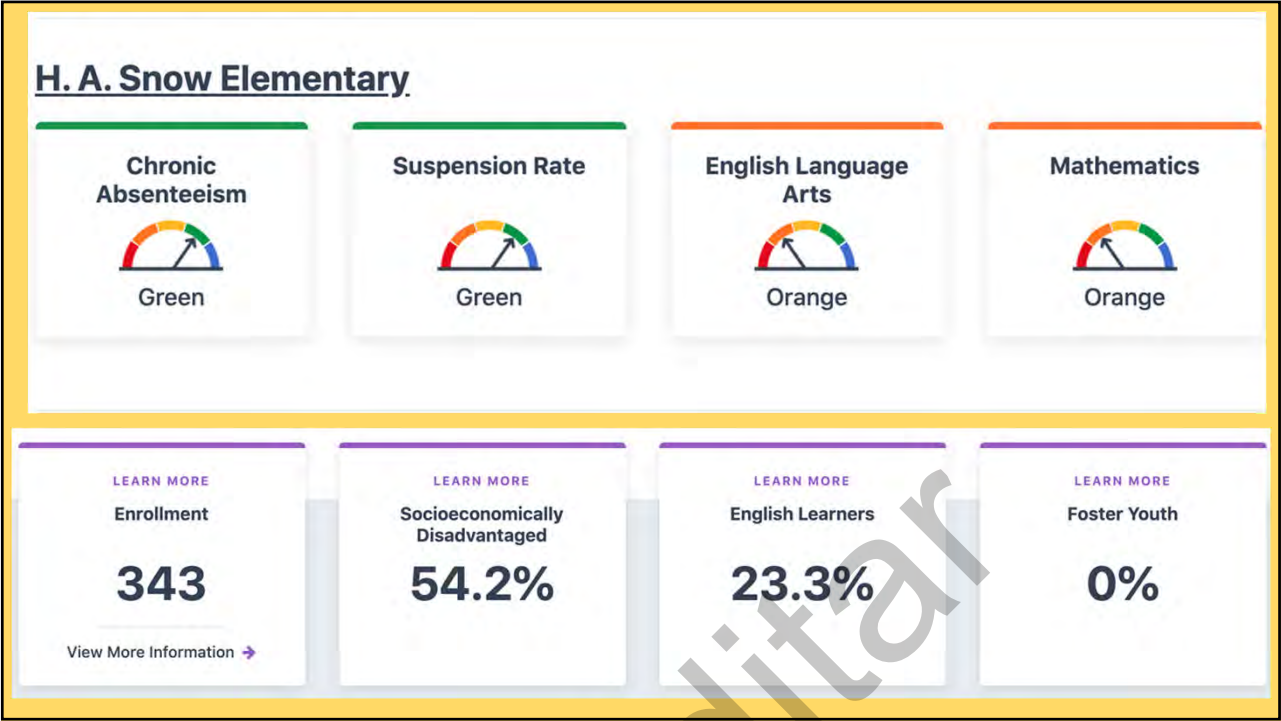 H. A. Snow Elementary
Chronic
Absenteeism
Green
Suspension Rate
Green
English Language
Arts
Orange
Mathematics
Orange
LEARN MORE
Enrollment
343
View More Information
LEARN MORE
Socioeconomically
Disadvantaged
54.2%
LEARN MORE
English Learners
23.3%
LEARN MORE
Foster Youth
0%